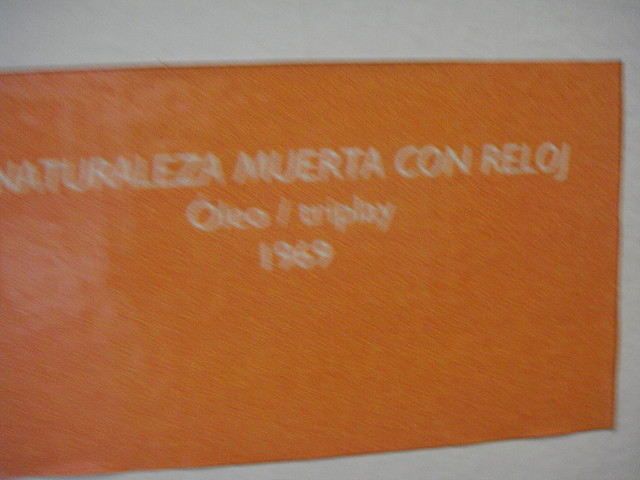 NATURALEZA MUERTA CON RELOJ
Oleo / triplay
1969